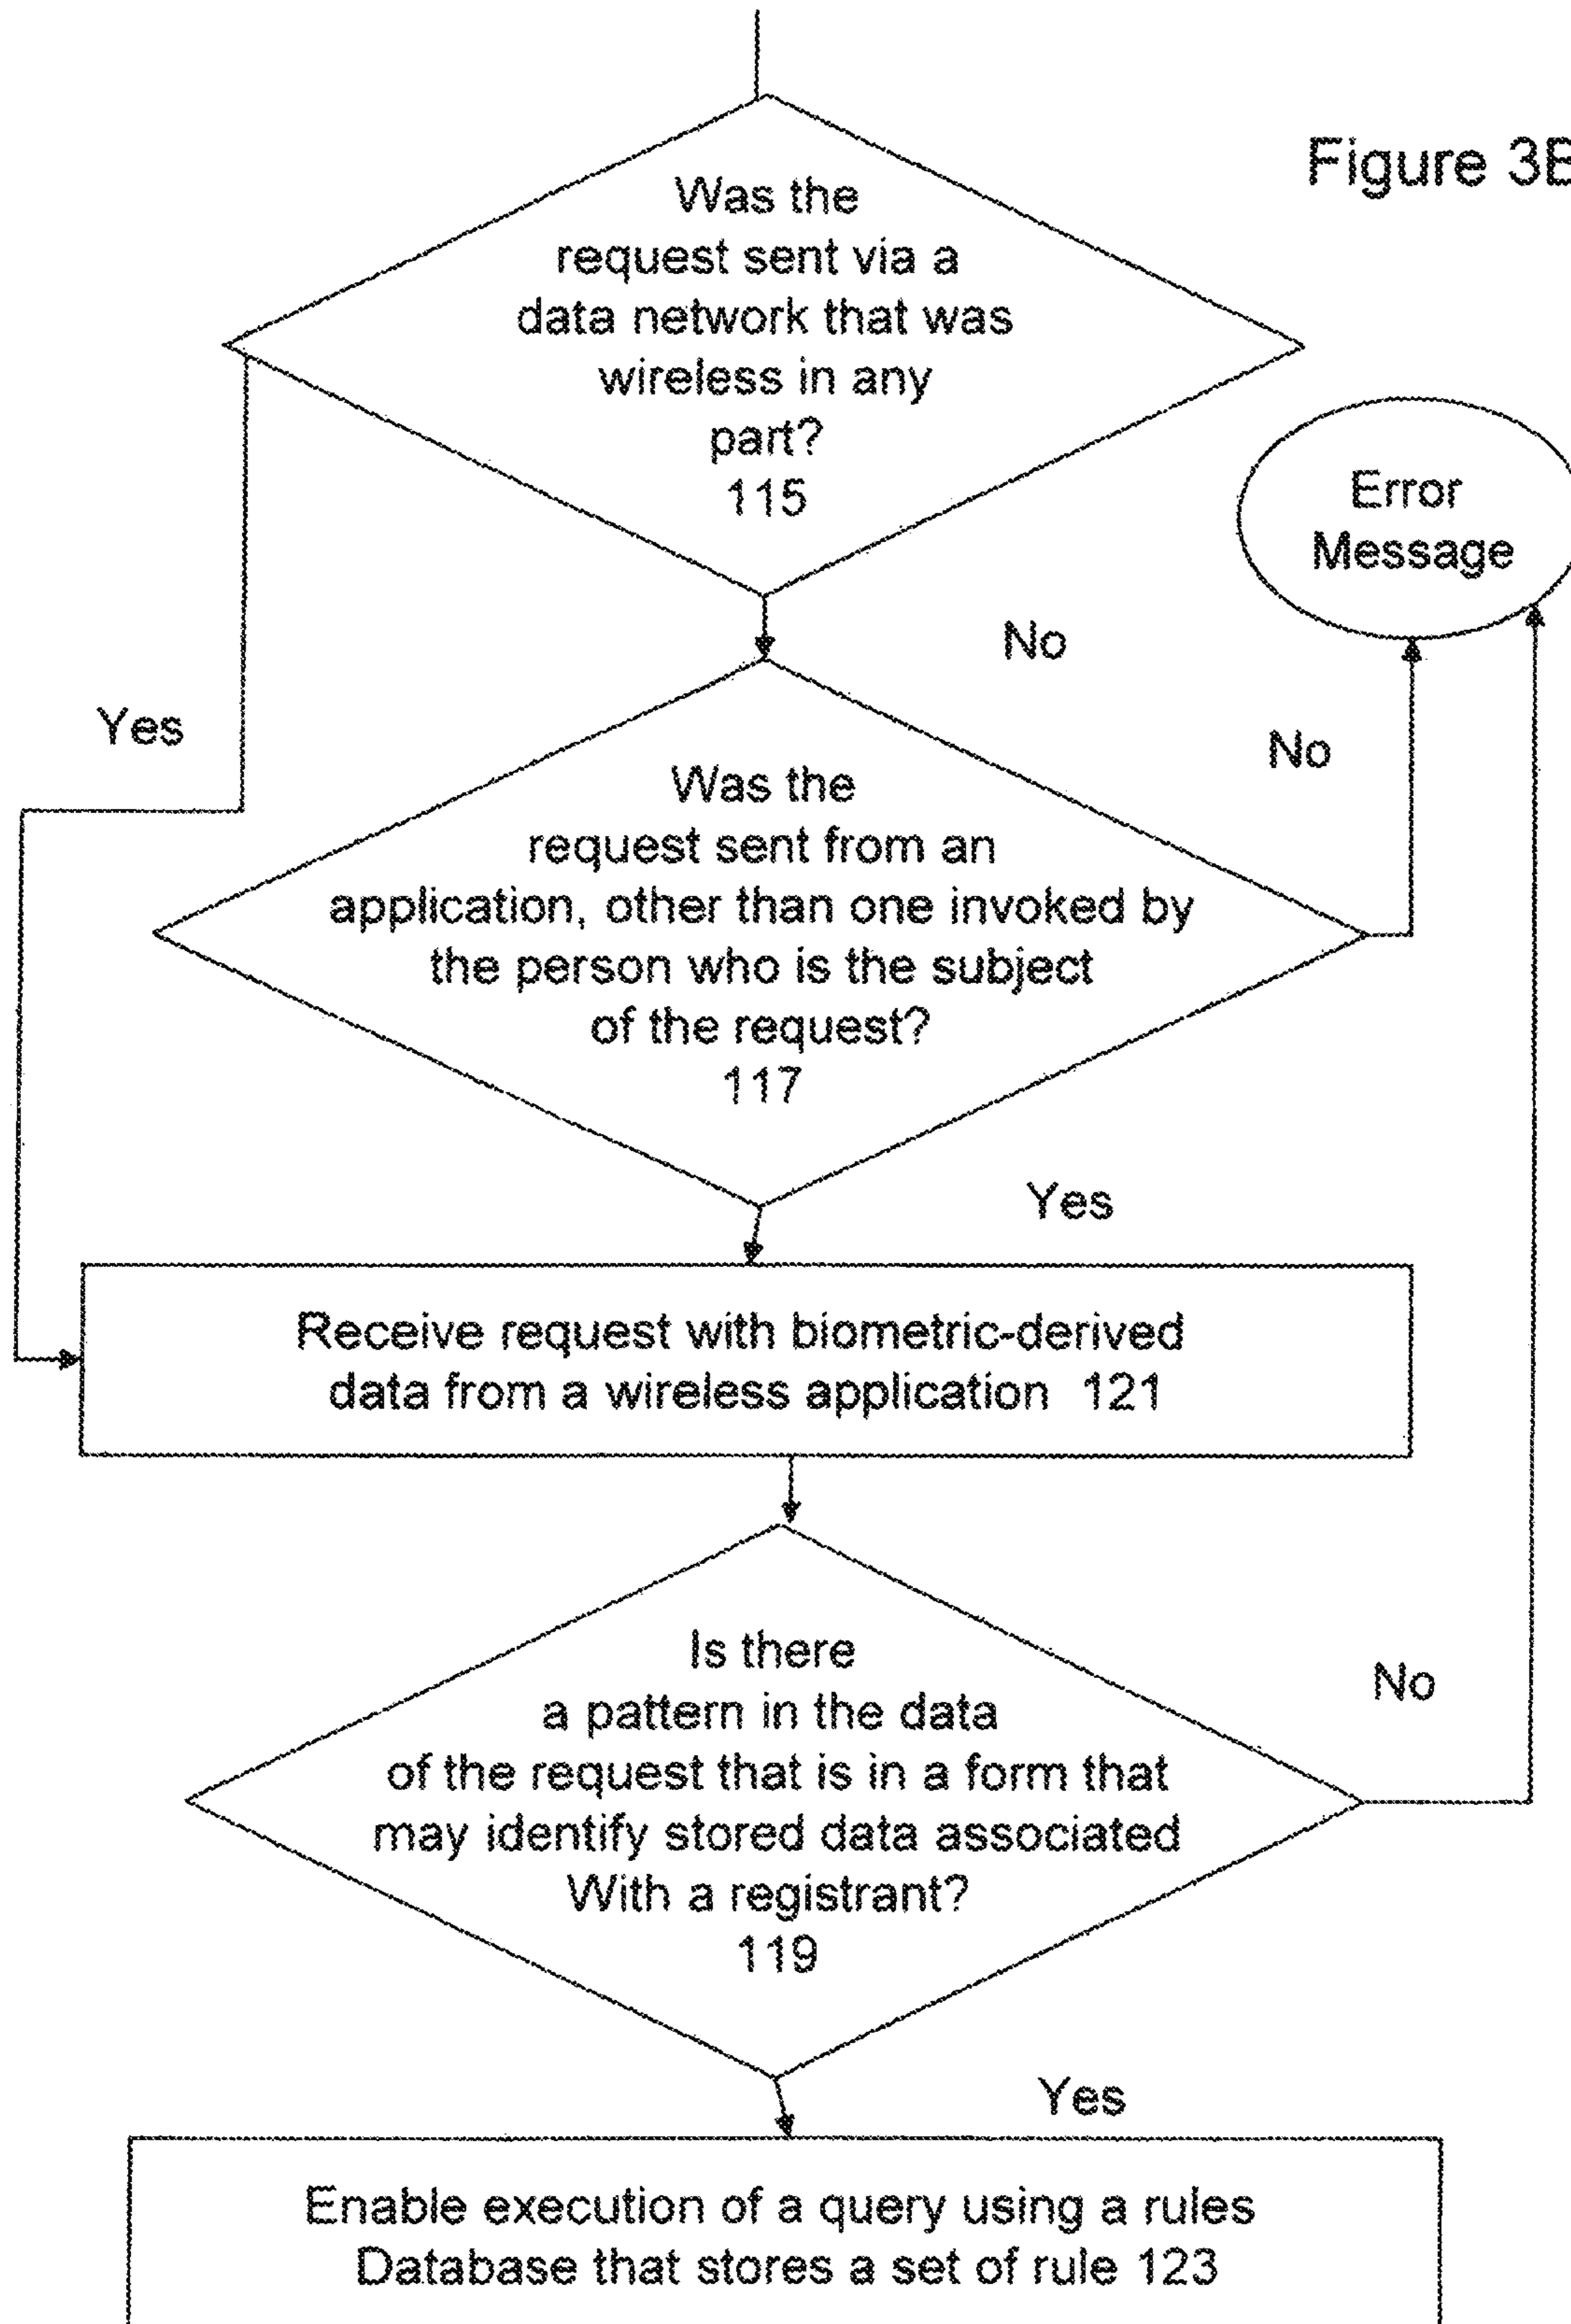 Figure 3B
Was the
request sent via a
data network that was
wireless in any
part?
115
Error
Message
No
Yes
No
Was the
request sent from an
application, other than one invoked by
the person who is the subject
of the request?
117
Yes
Receive request with biometric-derived
data from a wireless application 121
Is there
a pattern in the data
of the request that is in a form that
may identify stored data associated
With a registrant?
119
No
Yes
Enable execution of a query using a rules
Database that stores a set of rule 123